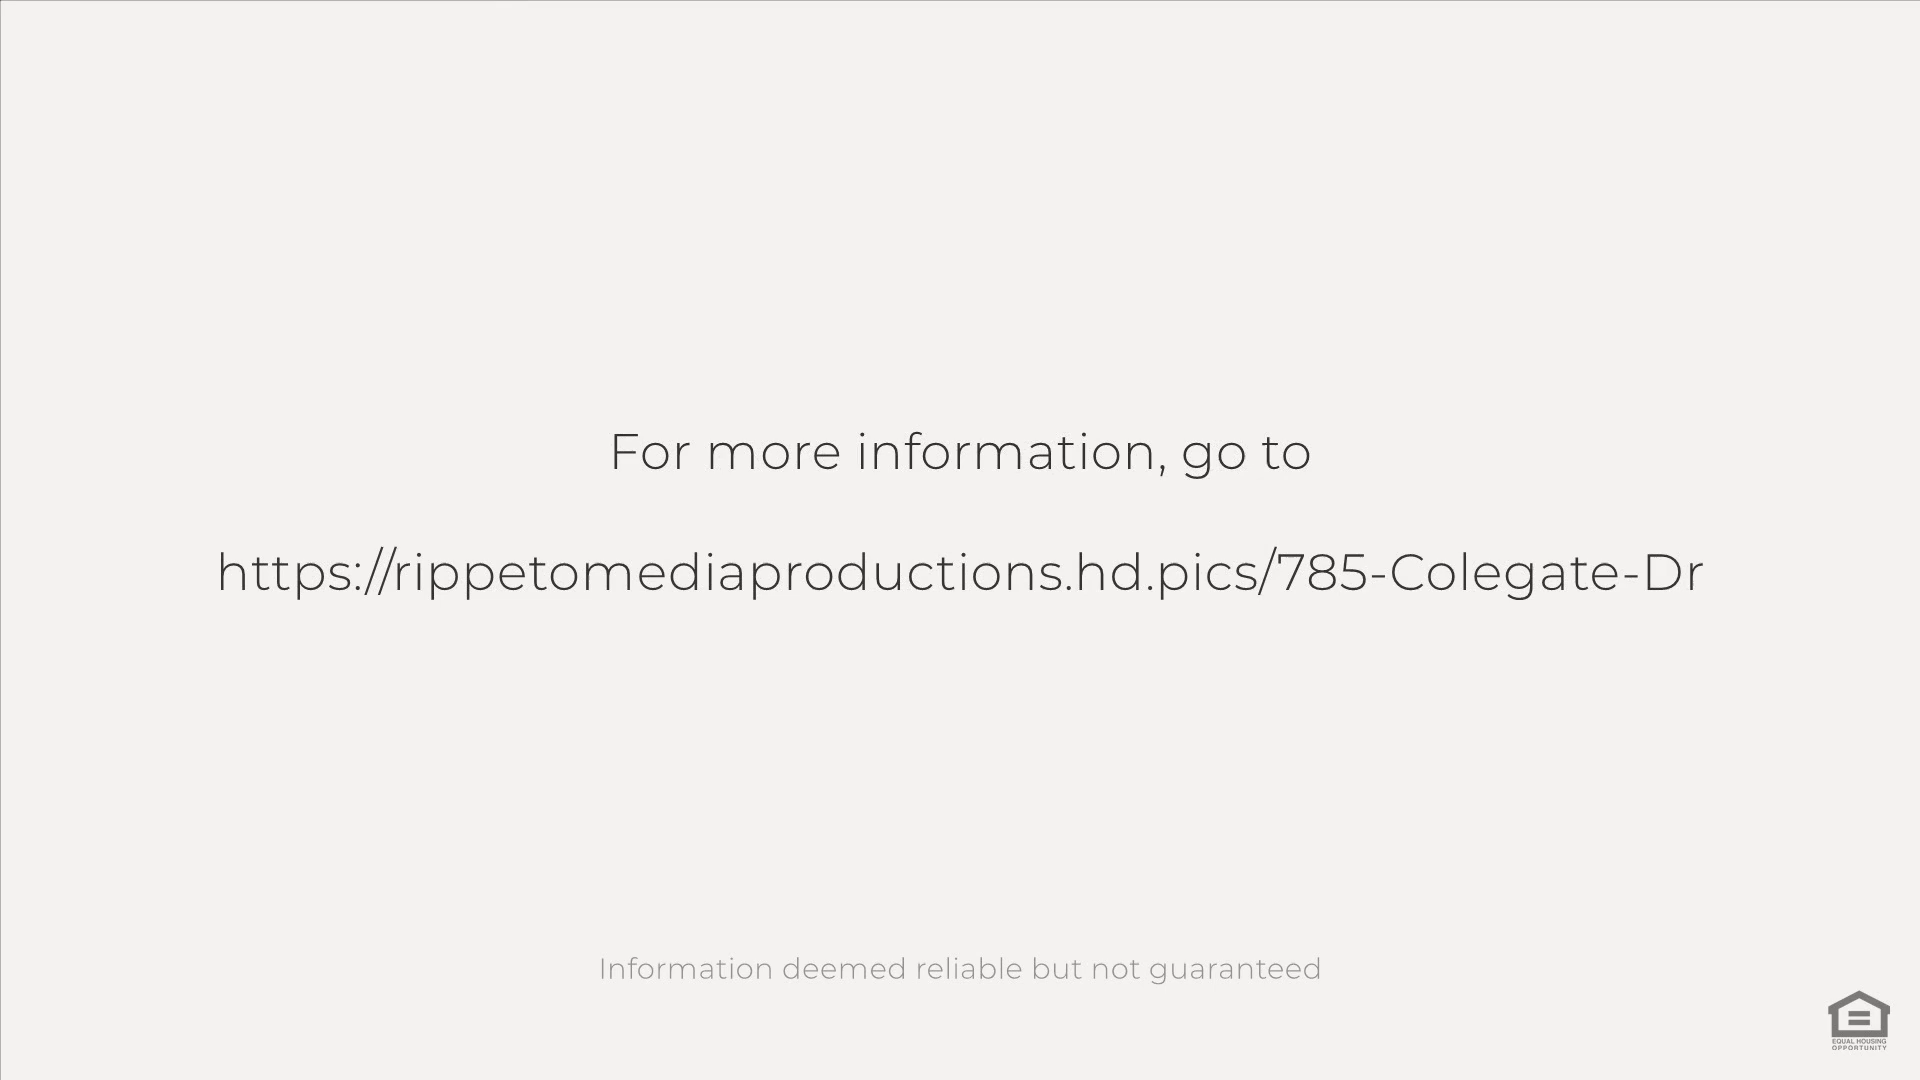 For more information, go to
https://rippetomediaproductions.hd.pics/785-Colegate-Dr
Information deemed reliable but not guaranteed
EQUAL HOUSING
OPPORTUNITY